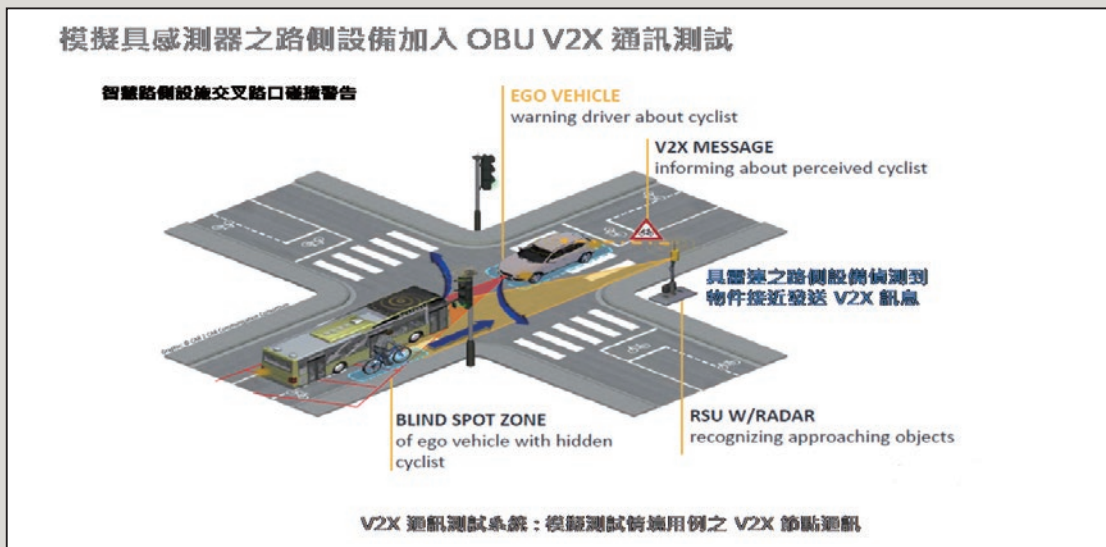 模擬具感測器之路側設備加入 OBU V2X 通訊測試
智慧路側設施交叉路口碰撞警告
EGO VEHICLE
warning driver about cyclist
V2X MESSAGE
informing about perceived cyclist
具雷達之路側設備偵測到
物件接近發送 V2X 訊息
BLIND SPOT ZONE
of ego vehicle with hidden
cyclist
RSU W/RADAR
recognizing approaching objects
V2X 通訊測試系統：模擬測試情境用例之 V2X 節點通訊